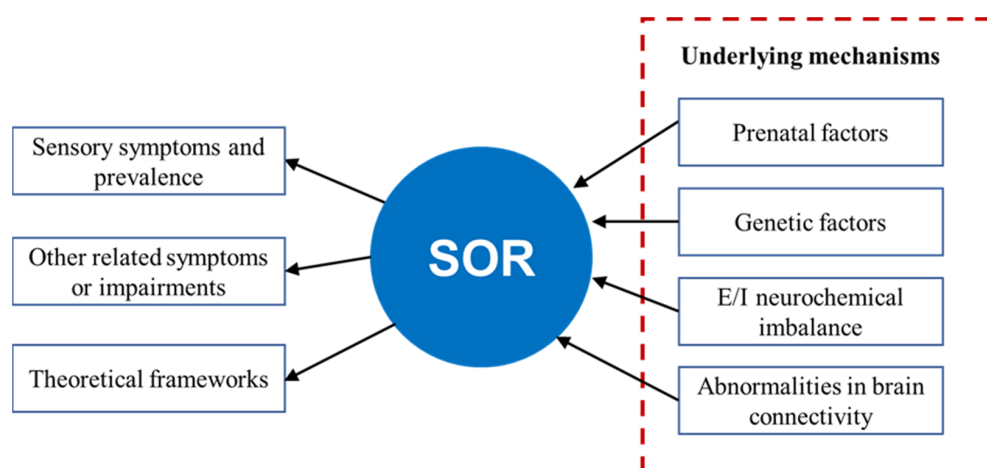 Underlying mechanisms
Sensory symptoms and
prevalence
Other related symptoms
or impairments
Theoretical frameworks
SOR
Prenatal factors
Genetic factors
E/I neurochemical
imbalance
Abnormalities in brain
connectivity